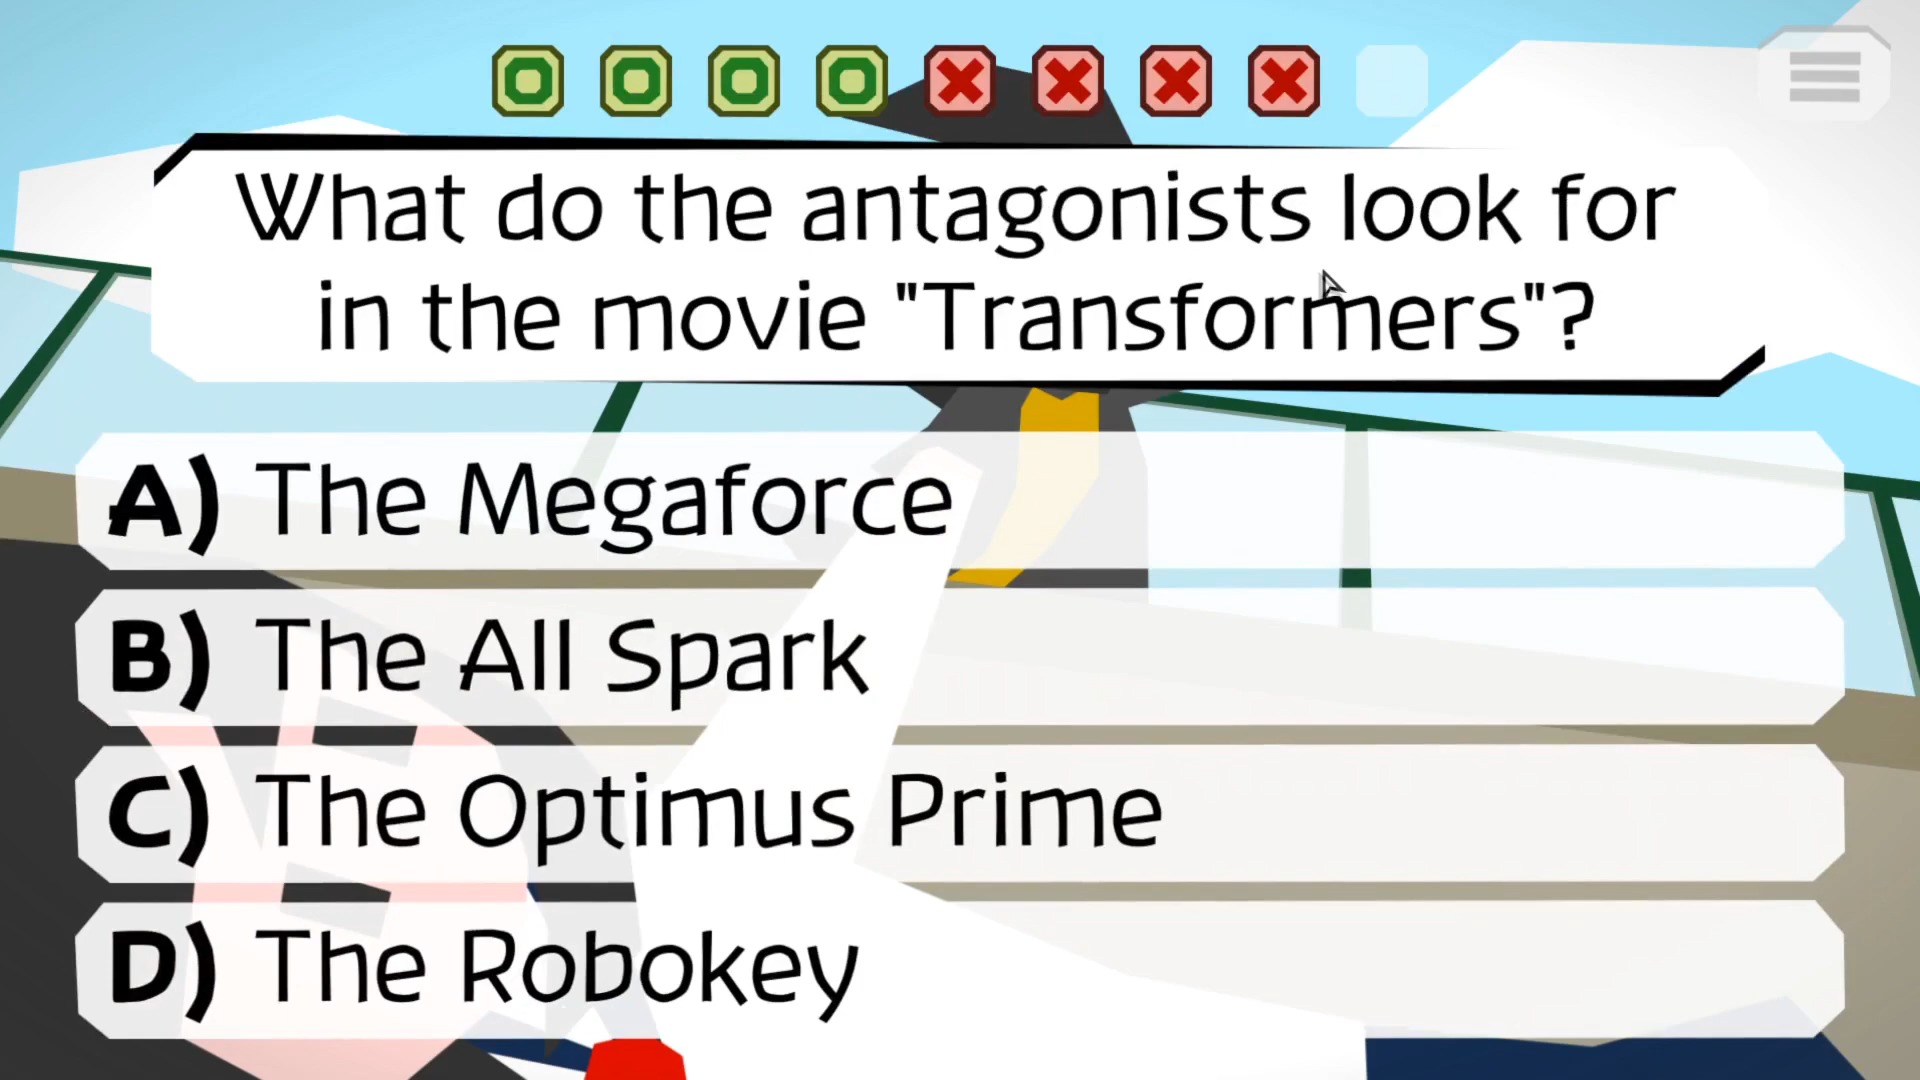 What do the antagonists look for
in the movie "Transformers"?
A) The Megaforce
B) The All Spark
C) The Optimus Prime
D) The Robokey